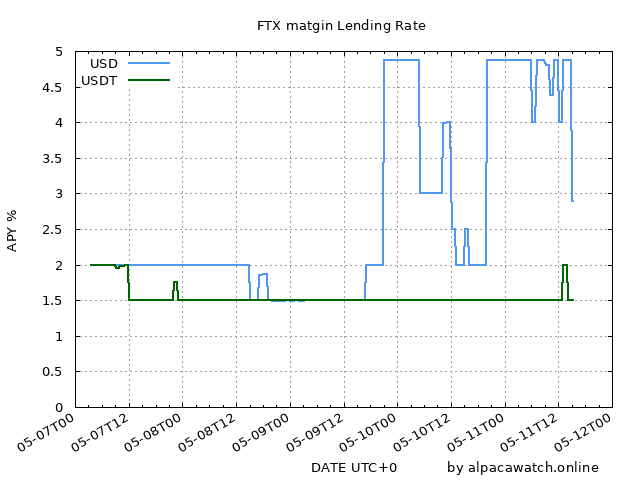 FTX matgin Lending Rate
USD
USDT
5
4.5
4
3.5
3
2.5
2
1.5
1
0.5
0
APY %
05-07T00
05-07T12
05-08T00
05-08T12
05-09T00
05-09T12
05-10T00
05-10T12
05-11T00
05-11T12
05-12T00
DATE UTC+0
by alpacawatch.online